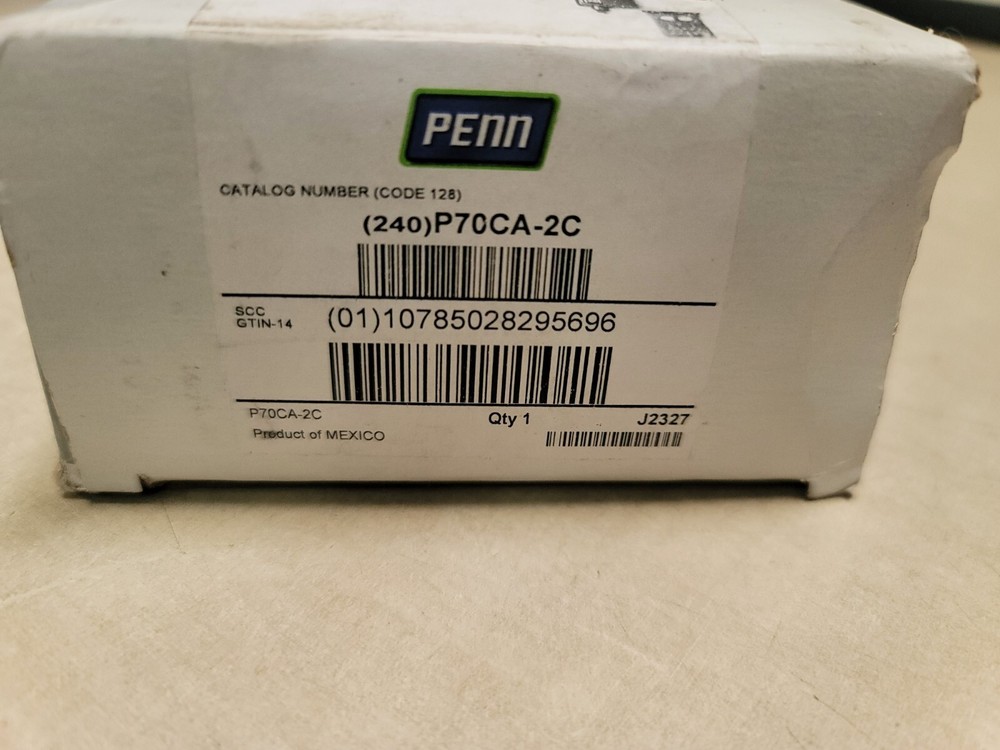 PENN
CATALOG NUMBER (CODE 128)
(240)P70CA-2C
SCC
GTIN-14
(01)10785028295696
P70CA-2C
Qty 1
J2327
Product of MEXICO